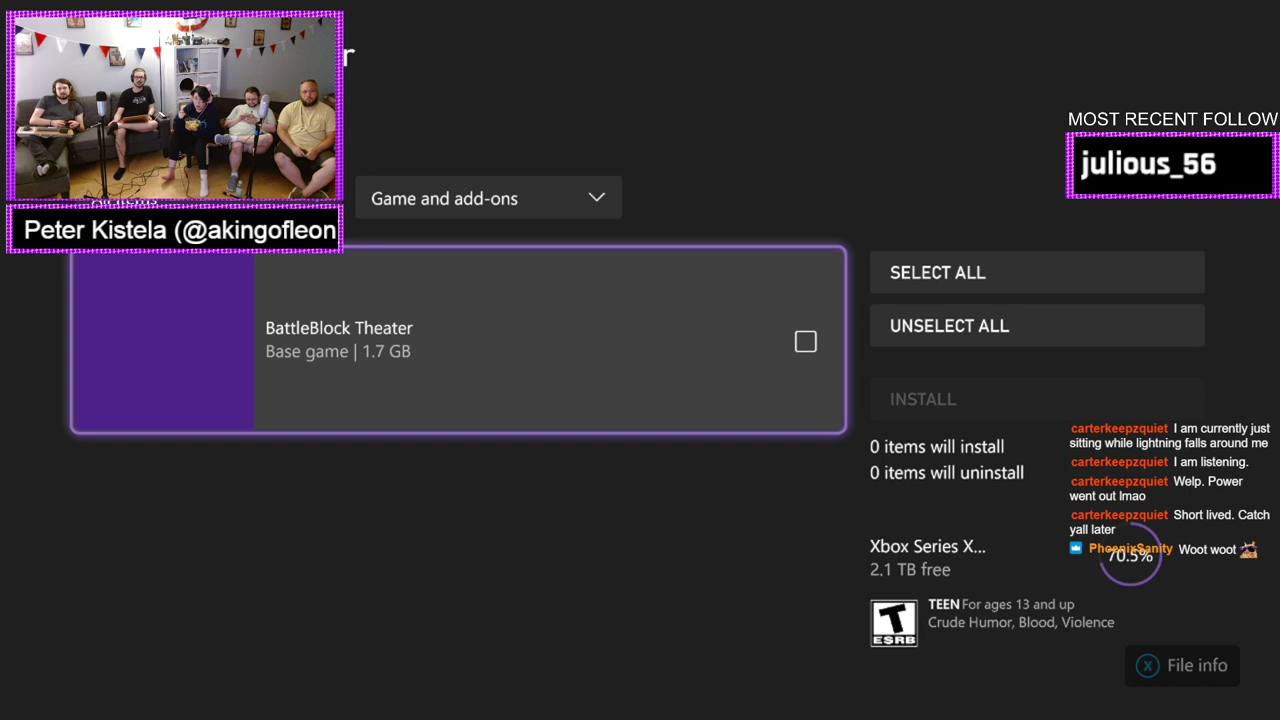 r
MOST RECENT FOLLOW
julious_56
Game and add-ons
Peter Kistela (@akingofleon
SELECT ALL
BattleBlock Theater
Base game | 1.7 GB
UNSELECT ALL
INSTALL
0 items will install
0 items will uninstall
carterkeepzquiet I am currently just
sitting while lightning falls around me
carterkeepzquiet I am listening.
carterkeepzquiet Welp. Power
went out lmao
carterkeepzquiet Short lived. Catch
yall later
PhoenixSanity Woot woot
Xbox Series X...
2.1 TB free
70.5%
T
ESRB
TEEN For ages 13 and up
Crude Humor, Blood, Violence
X File info